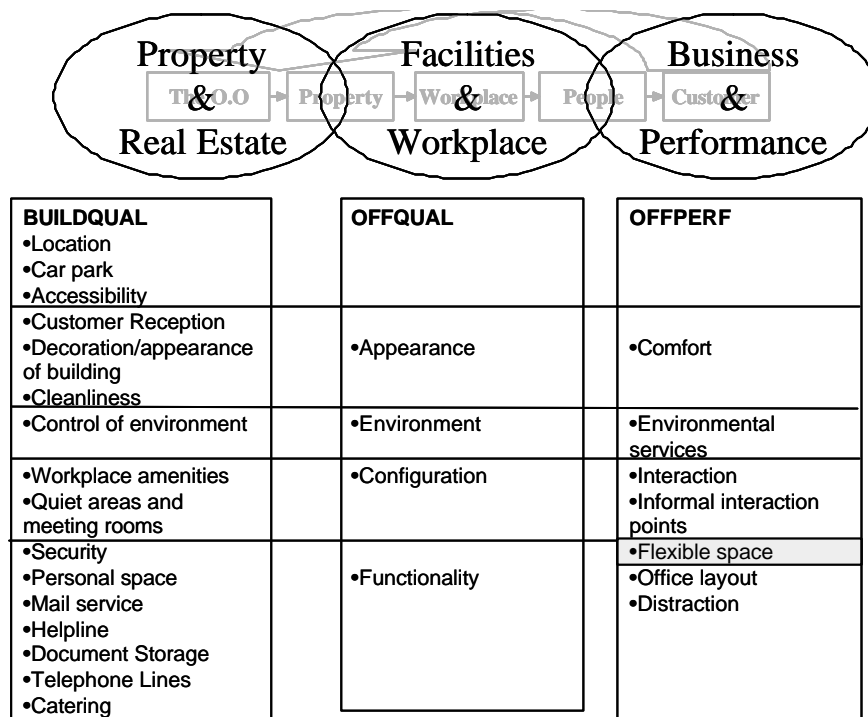 Property
&
Real Estate
Facilities
&
Workplace
Business
&
Performance
The O.O
Property
Workplace
People
Customer
BUILDQUAL
•Location
•Car park
•Accessibility
•Customer Reception
•Decoration/appearance
of building
•Cleanliness
•Control of environment
•Workplace amenities
•Quiet areas and
meeting rooms
•Security
•Personal space
•Mail service
•Helpline
•Document Storage
•Telephone Lines
•Catering
OFFQUAL
•Appearance
•Environment
•Configuration
•Functionality
OFFPERF
•Comfort
•Environmental
services
•Interaction
•Informal interaction
points
•Flexible space
•Office layout
•Distraction